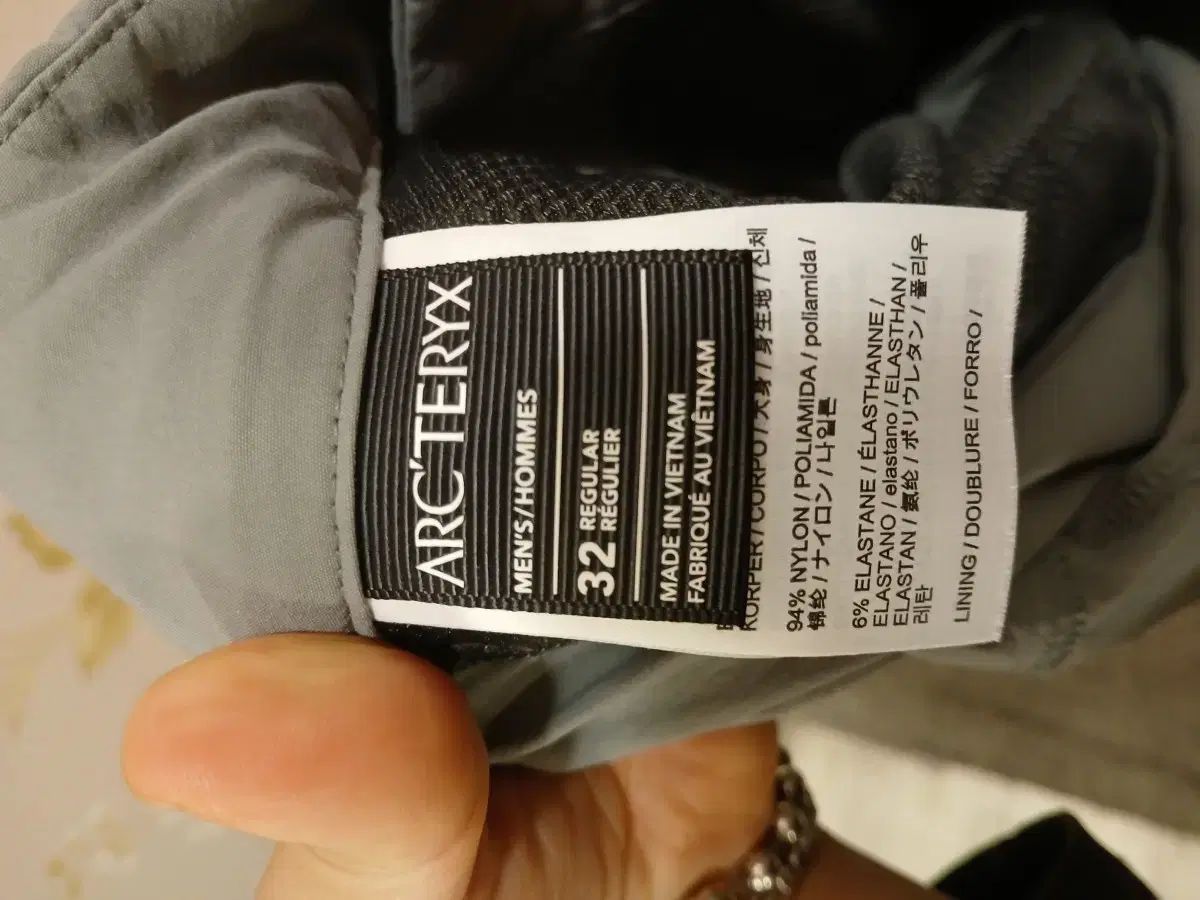 ARC'TERYX
MEN'S/HOMMES
32 REGULAR
RÉGULIER
MADE IN VIETNAM
FABRIQUÉ AU VIÊTNAM
KÖRPER / CORPO / 大身 / 身生地 / 신체
94% NYLON / POLIAMIDA / poliamida /
锦纶 / ナイロン / 나일론
6% ELASTANE / ÉLASTHANNE /
ELASTANO / elastano / ELASTHAN /
ELASTAN / 氨纶 / ポリウレタン / 폴리우
레탄
LINING / DOUBLURE / FORRO /